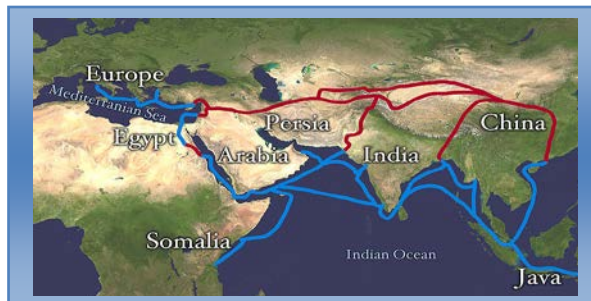 Europe
Mediterranean Sea
Egypt
Arabia
Persia
India
China
Somalia
Indian Ocean
Java